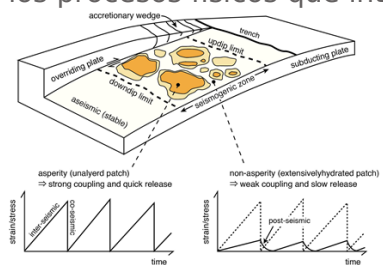 los procesos físicos que
accretionary wedge
trench
updip limit
overriding plate
subducting plate
downdip limit
seismogenic zone
aseismic (stable)
asperity (unalyerd patch)
⇒ strong coupling and quick release
non-asperity (extensivelyhydrated patch)
⇒ weak coupling and slow release
strain/stress
inter-seismic
co-seismic
time
strain/stress
post-seismic
time